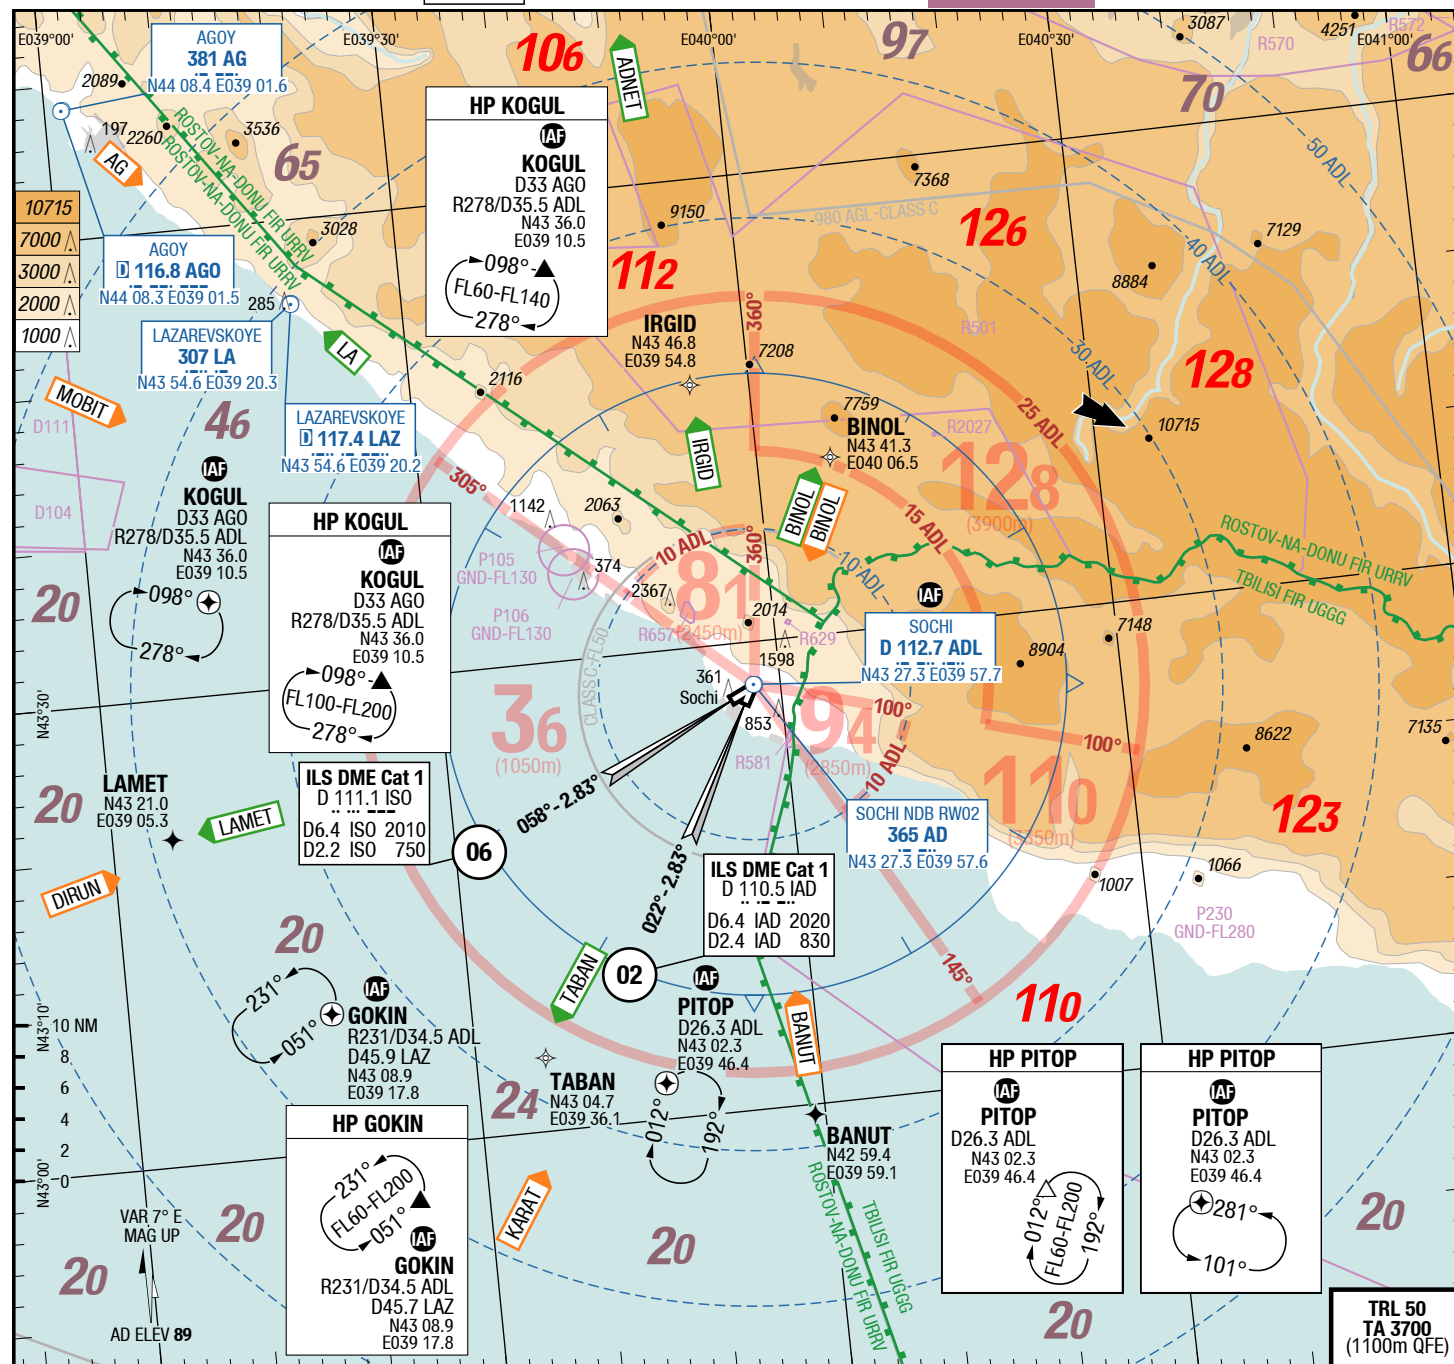 E039°00'
E039°30'
E040°00'
E040°30'
E041°00'
AGOY
381 AG
N44 08.4 E039 01.6
2089
197
2260
3536
65
AG
106
ADNET
97
3087
R570
4251
R572
66
70
ROSTOV-NA-DONU FIR URRV
ROSTOV-NA-DONU FIR URRV
HP KOGUL
IAF
KOGUL
D33 AGO
R278/D35.5 ADL
N43 36.0
E039 10.5
098°
FL60-FL140
278°
7368
9150
980 AGL-CLASS C
126
50 ADL
40 ADL
7129
8884
10715
7000
3000
2000
1000
3028
AGOY
D 116.8 AGO
N44 08.3 E039 01.5
285
LAZAREVSKOYE
307 LA
N43 54.6 E039 20.3
LA
112
IRGID
N43 46.8
E039 54.8
360°
7208
R501
30 ADL
128
MOBIT
D111
46
2116
LAZAREVSKOYE
D 117.4 LAZ
N43 54.6 E039 20.2
IRGID
7759
BINOL
N43 41.3
E040 06.5
R2027
25 ADL
10715
128
(3900m)
D104
IAF
KOGUL
D33 AGO
R278/D35.5 ADL
N43 36.0
E039 10.5
098°
278°
305°
1142
2063
BINOL
BINOL
15 ADL
10 ADL
10 ADL
360°
ROSTOV-NA-DONU FIR URRV
TBILISI FIR UGGG
HP KOGUL
IAF
KOGUL
D33 AGO
R278/D35.5 ADL
N43 36.0
E039 10.5
098°
FL100-FL200
278°
P105
GND-FL130
374
P106
GND-FL130
2367
81
(2450m)
R657
2014
R629
1598
IAF
SOCHI
D 112.7 ADL
N43 27.3 E039 57.7
8904
7148
20
CLASS C-FL50
361
Sochi
853
36
(1050m)
94
(2850m)
100°
100°
R581
10 ADL
8622
7135
N43°30'
LAMET
N43 21.0
E039 05.3
20
LAMET
ILS DME Cat 1
D 111.1 ISO
D6.4 ISO 2010
D2.2 ISO 750
06
058°- 2.83°
022°- 2.83°
SOCHI NDB RW02
365 AD
N43 27.3 E039 57.6
110
(3350m)
123
DIRUN
ILS DME Cat 1
D 110.5 IAD
D6.4 IAD 2020
D2.4 IAD 830
02
1007
1066
P230
GND-FL280
20
231°
051°
IAF
GOKIN
R231/D34.5 ADL
D45.9 LAZ
N43 08.9
E039 17.8
TABAN
IAF
PITOP
D26.3 ADL
N43 02.3
E039 46.4
145°
110
BANUT
N43°10'
10 NM
8
6
4
2
0
N43°00'
24
TABAN
N43 04.7
E039 36.1
012°
192°
BANUT
N42 59.4
E039 59.1
HP PITOP
IAF
PITOP
D26.3 ADL
N43 02.3
E039 46.4
012°
FL60-FL200
192°
HP PITOP
IAF
PITOP
D26.3 ADL
N43 02.3
E039 46.4
281°
101°
HP GOKIN
231°
FL60-FL200
051°
IAF
GOKIN
R231/D34.5 ADL
D45.7 LAZ
N43 08.9
E039 17.8
KARAT
ROSTOV-NA-DONU FIR URRV
TBILISI FIR UGGG
20
20
20
20
20
VAR 7° E
MAG UP
AD ELEV 89
TRL 50
TA 3700
(1100m QFE)